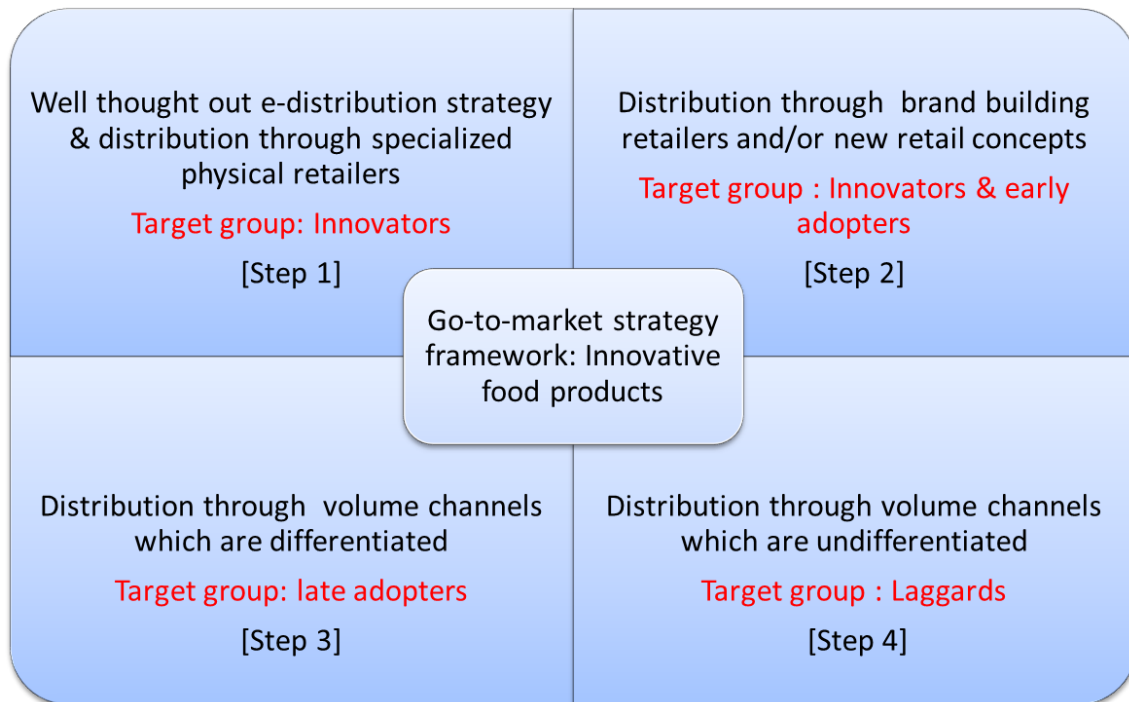 Well thought out e-distribution strategy
& distribution through specialized
physical retailers
Target group: Innovators
[Step 1]
Distribution through  brand building
retailers and/or new retail concepts
Target group : Innovators & early
adopters
[Step 2]
Go-to-market strategy
framework: Innovative
food products
Distribution through  volume channels
which are differentiated
Target group: late adopters
[Step 3]
Distribution through volume channels
which are undifferentiated
Target group : Laggards
[Step 4]